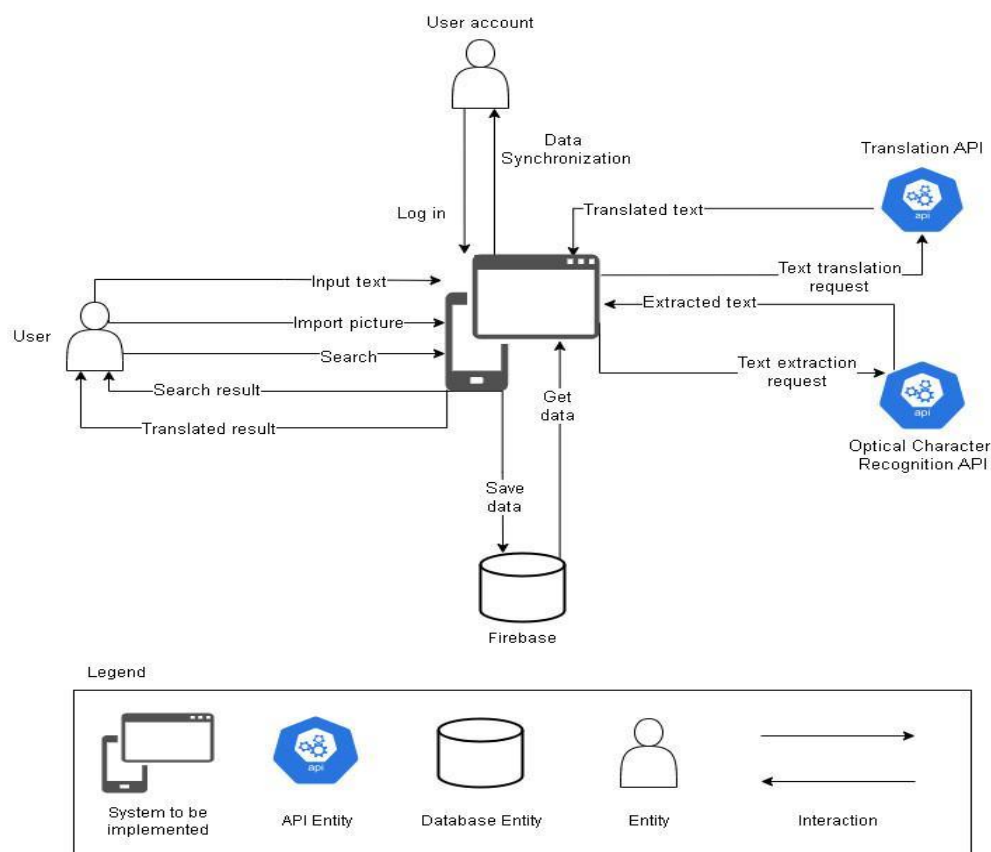 User account
Data
Synchronization
Translation API
api
Log in
Translated text
Input text
Text translation
request
Extracted text
User
Import picture
Search
Text extraction
request
Search result
Get
data
api
Translated result
Optical Character
Recognition API
Save
data
Firebase
Legend
api
System to be
implemented
API Entity
Database Entity
Entity
Interaction